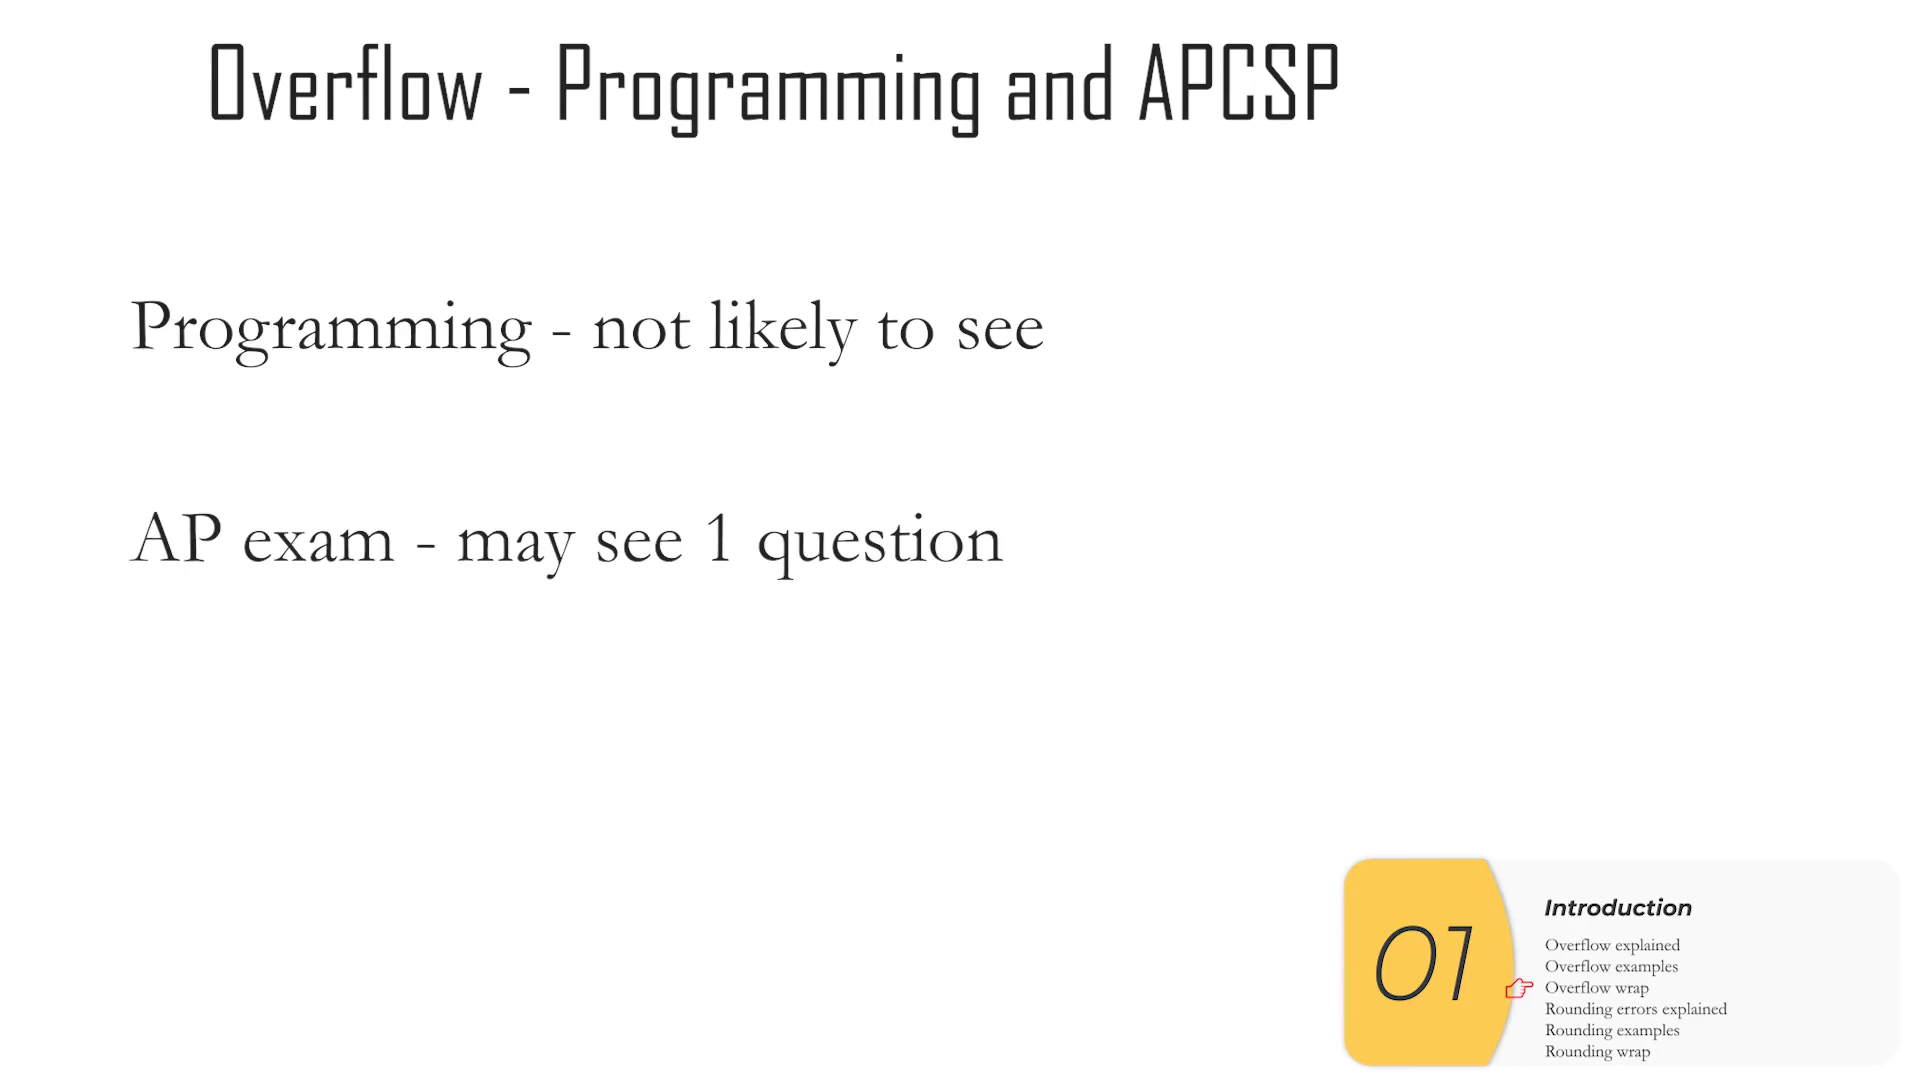 Overflow - Programming and APCSP
Programming - not likely to see
AP exam - may see 1 question
01
Introduction
Overflow explained
Overflow examples
Overflow wrap
Rounding errors explained
Rounding examples
Rounding wrap